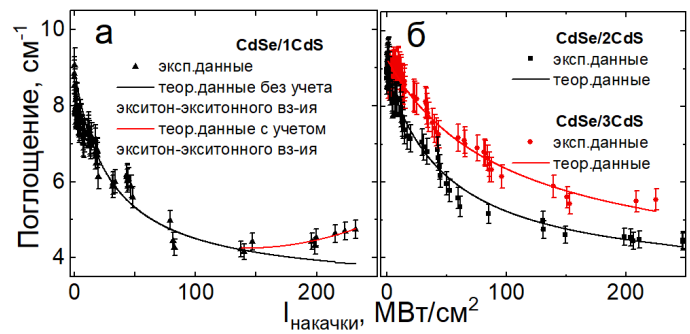 10
8
6
4
Поглощение, см-1
а
CdSe/1CdS
эксп.данные
теор.данные без учета
экситон-экситонного вз-ия
теор.данные с учетом
экситон-экситонного вз-ия
б
CdSe/2CdS
эксп.данные
теор.данные
CdSe/3CdS
эксп.данные
теор.данные
0 100 200 0 100 200
Iнакачки, МВт/см2